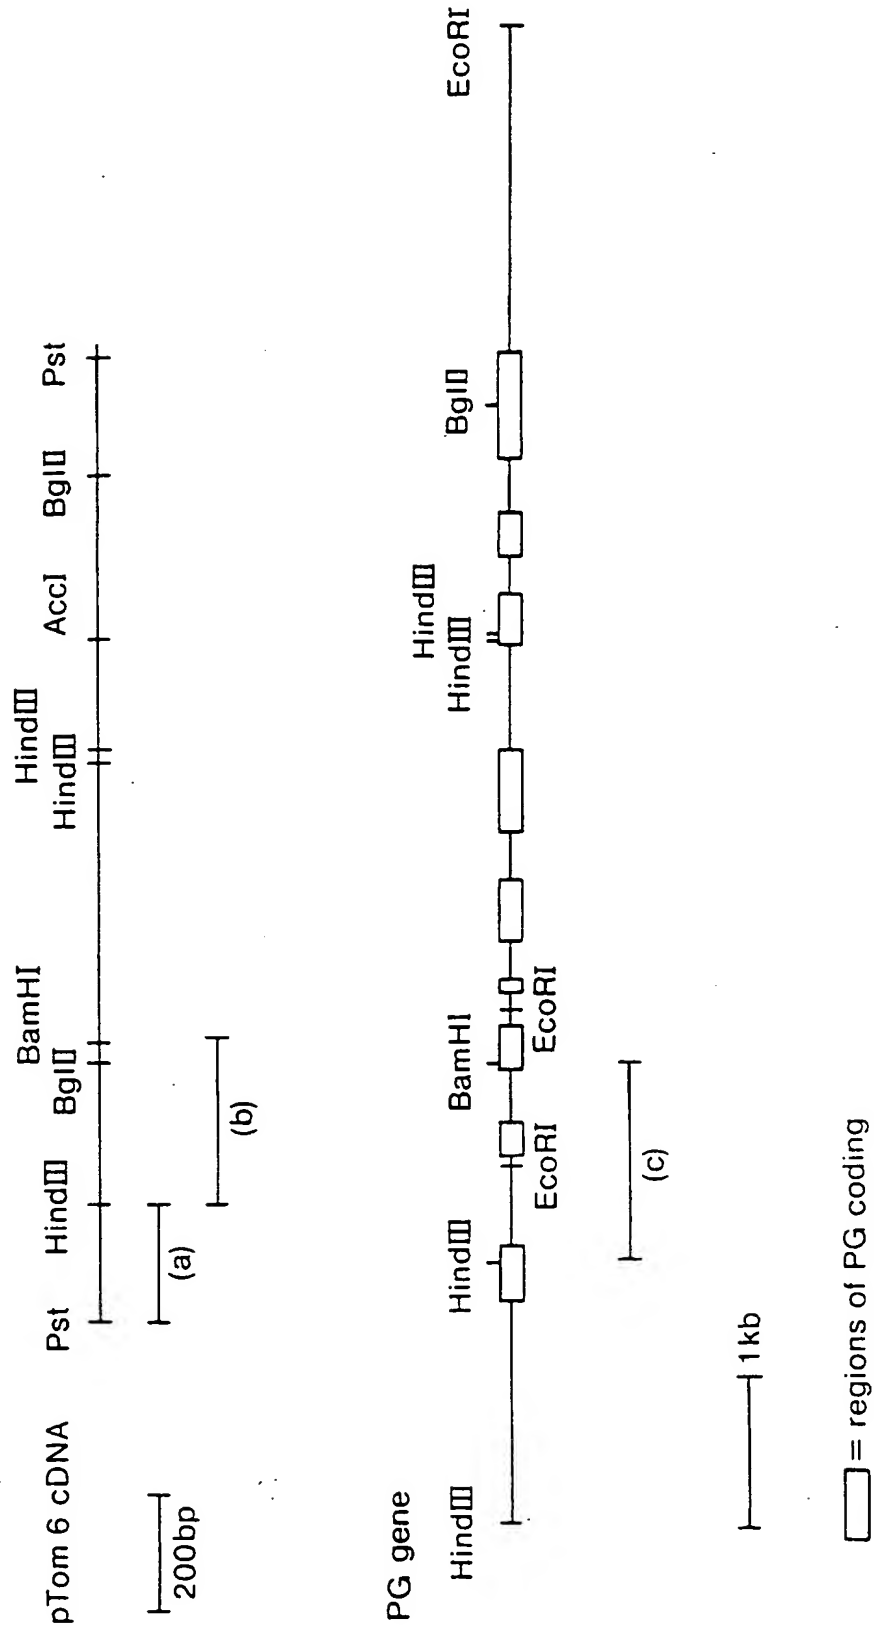 pTom 6 cDNA
200bp
Pst
HindIII
BglII
BamHI
HindIII
HindIII
AccI
BglII
Pst
(a)
(b)
PG gene
HindIII
HindIII
EcoRI
BamHI
EcoRI
HindIII
HindIII
BglII
EcoRI
(c)
1kb
= regions of PG coding